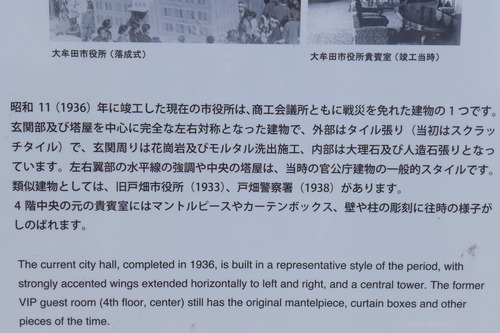 大牟田市役所（落成式）
大牟田市役所貴賓室（竣工当時）
昭和 11（1936）年に竣工した現在の市役所は、商工会議所ともに戦災を免れた建物の１つです。
玄関部及び塔屋を中心に完全な左右対称となった建物で、外部はタイル張り（当初はスクラッ
チタイル）で、玄関周りは花崗岩及びモルタル洗出施工、内部は大理石及び人造石張りとなっ
ています。左右翼部の水平線の強調や中央の塔屋は、当時の官公庁建物の一般的スタイルです。
類似建物としては、旧戸畑市役所（1933）、戸畑警察署（1938）があります。
４階中央の元の貴賓室にはマントルピースやカーテンボックス、壁や柱の彫刻に往時の様子が
しのばれます。
The current city hall, completed in 1936, is built in a representative style of the period, with
strongly accented wings extended horizontally to left and right, and a central tower. The former
VIP guest room (4th floor, center) still has the original mantelpiece, curtain boxes and other
pieces of the time.